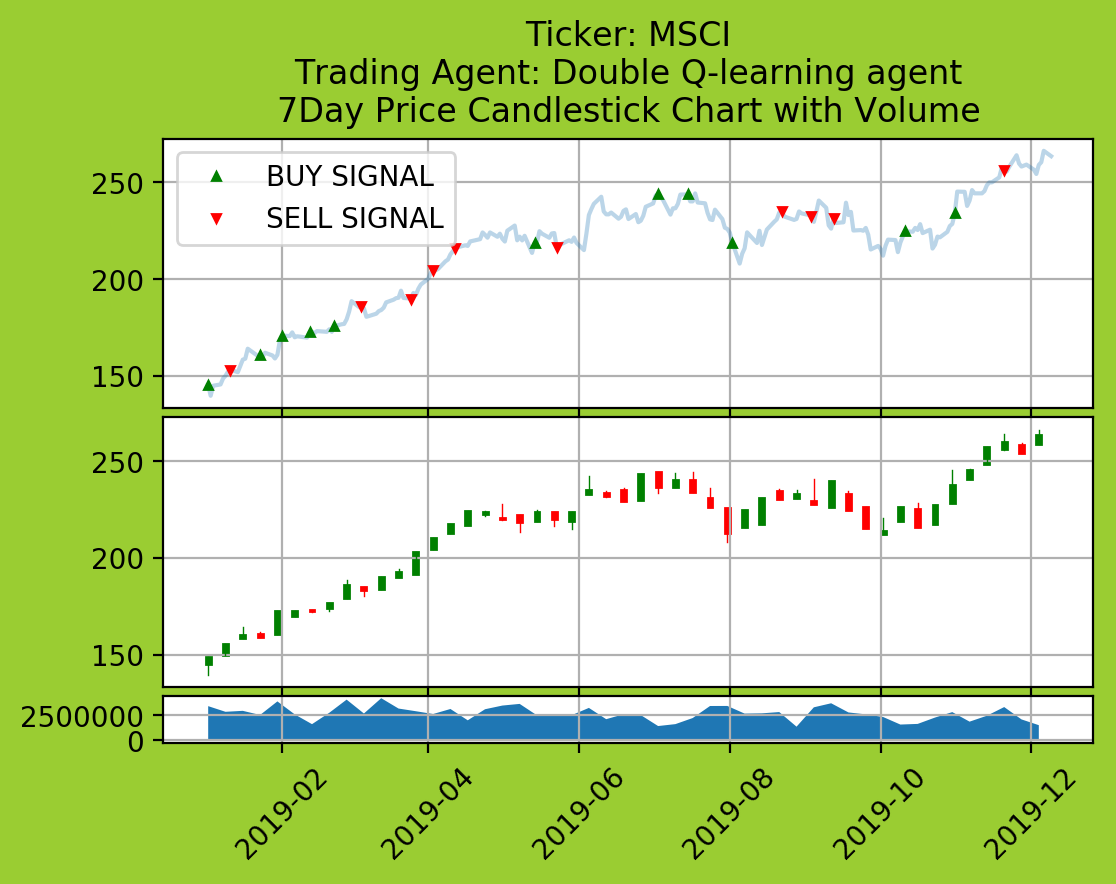 Ticker: MSCI
Trading Agent: Double Q-learning agent
7Day Price Candlestick Chart with Volume
BUY SIGNAL
SELL SIGNAL
250
200
150
250
200
150
2500000
0
2019-02
2019-04
2019-06
2019-08
2019-10
2019-12